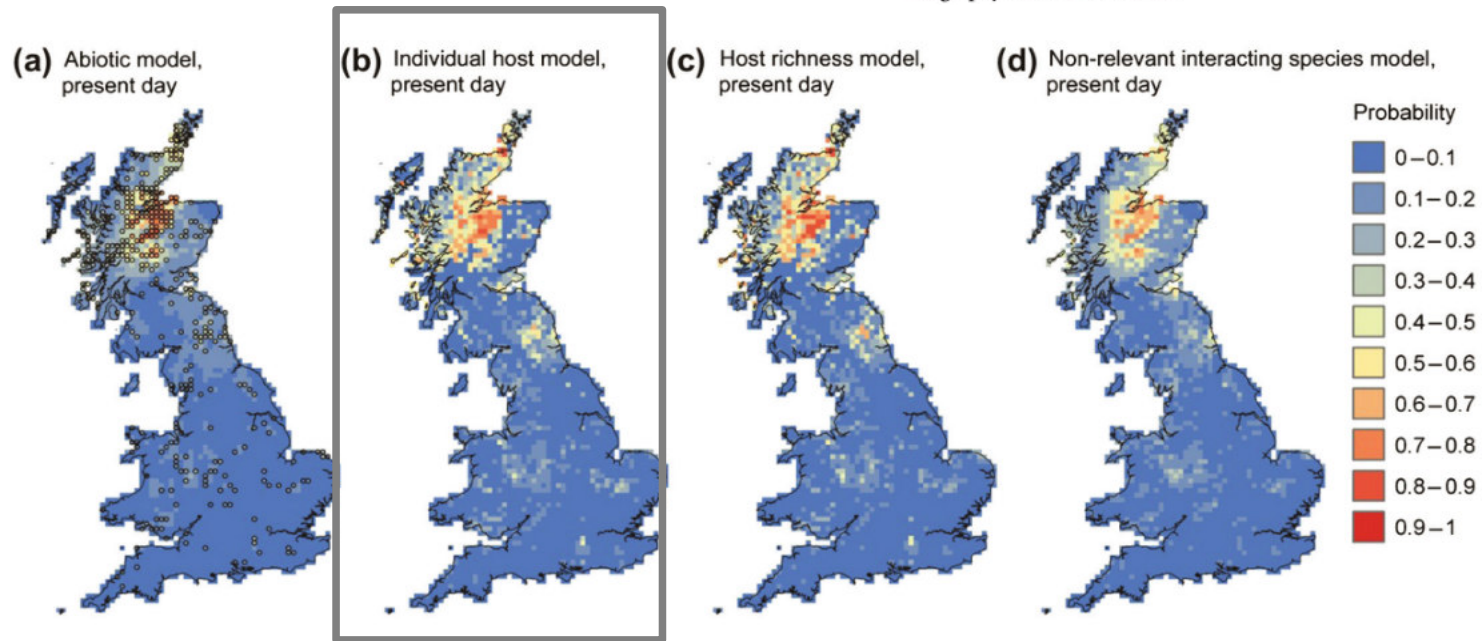 (a) Abiotic model,
present day
(b) Individual host model,
present day
(c) Host richness model,
present day
(d) Non-relevant interacting species model,
present day
Probability
0–0.1
0.1–0.2
0.2–0.3
0.3–0.4
0.4–0.5
0.5–0.6
0.6–0.7
0.7–0.8
0.8–0.9
0.9–1